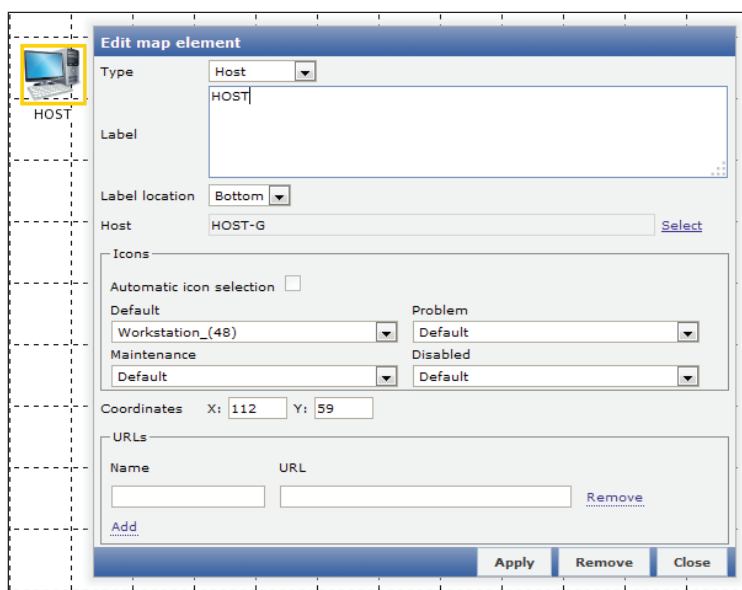 HOST
Edit map element
Type Host
Label HOST
Label location Bottom
Host HOST-G Select
Icons
Automatic icon selection
Default Problem
Workstation_(48) Default
Maintenance Disabled
Default Default
Coordinates X: 112 Y: 59
URLs
Name URL
Remove
Add
Apply Remove Close